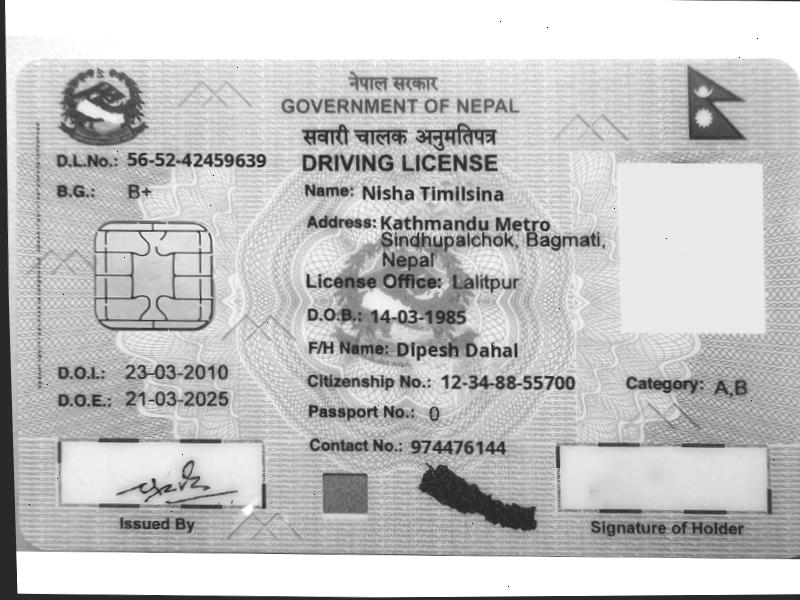 नेपाल सरकार
GOVERNMENT OF NEPAL
सवारी चालक अनुमतिपत्र
DRIVING LICENSE
D.L.No.: 56-52-42459639
B.G.: B+
Name: Nisha Timilsina
Address: Kathmandu Metro
Sindhupalchok, Bagmati,
Nepal
License Office: Lalitpur
D.O.B.: 14-03-1985
F/H Name: Dipesh Dahal
D.O.I.: 23-03-2010
Citizenship No.: 12-34-88-55700
Category: A,B
D.O.E.: 21-03-2025
Passport No.: 0
Contact No.: 974476144
Issued By
Signature of Holder